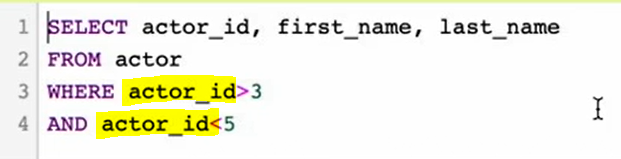 1 SELECT actor_id, first_name, last_name
2 FROM actor
3 WHERE actor_id>3
4 AND actor_id<5